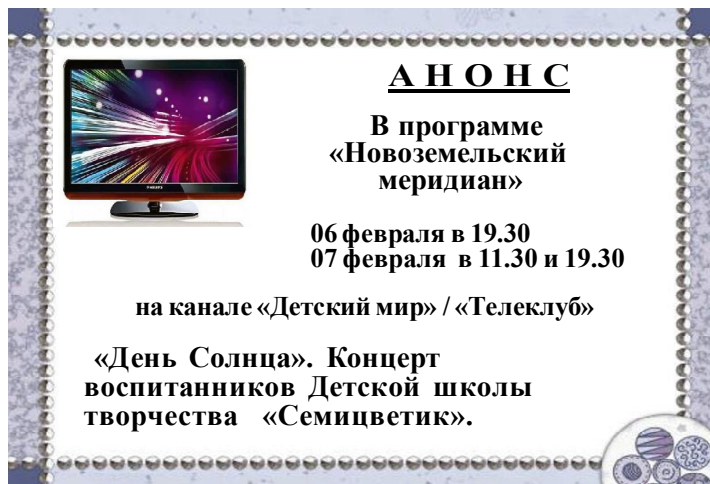 А Н О Н С
В программе
«Новоземельский
меридиан»
06 февраля в 19.30
07 февраля в 11.30 и 19.30
на канале «Детский мир» / «Телеклуб»
«День Солнца». Концерт
воспитанников Детской школы
творчества «Семицветик».
PHILIPS